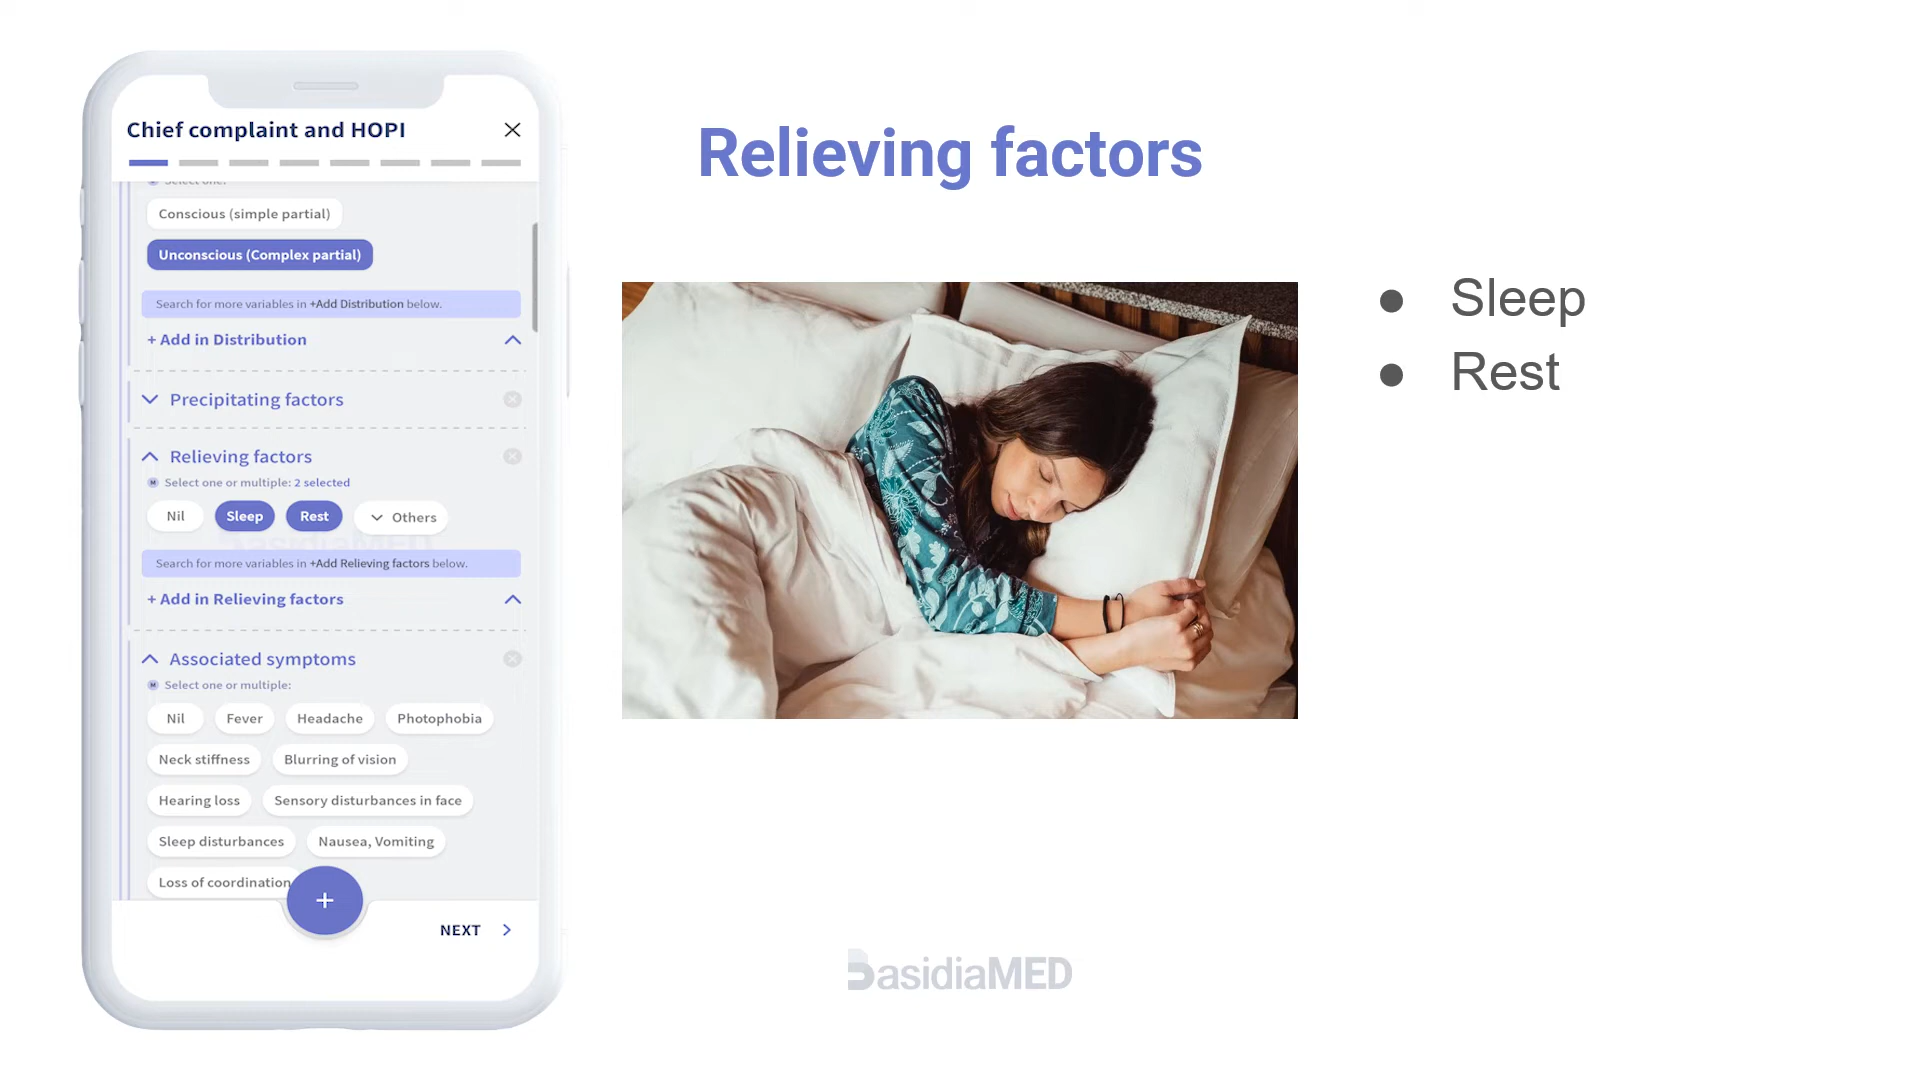 Chief complaint and HOPI
Select one:
Conscious (simple partial)
Unconscious (Complex partial)
Search for more variables in +Add Distribution below.
+ Add in Distribution
Precipitating factors
Relieving factors
Select one or multiple: 2 selected
Nil Sleep Rest Others
Search for more variables in +Add Relieving factors below.
+ Add in Relieving factors
Associated symptoms
Select one or multiple:
Nil Fever Headache Photophobia
Neck stiffness Blurring of vision
Hearing loss Sensory disturbances in face
Sleep disturbances Nausea, Vomiting
Loss of coordination
+
NEXT
Relieving factors
Sleep
Rest
BasidiaMED